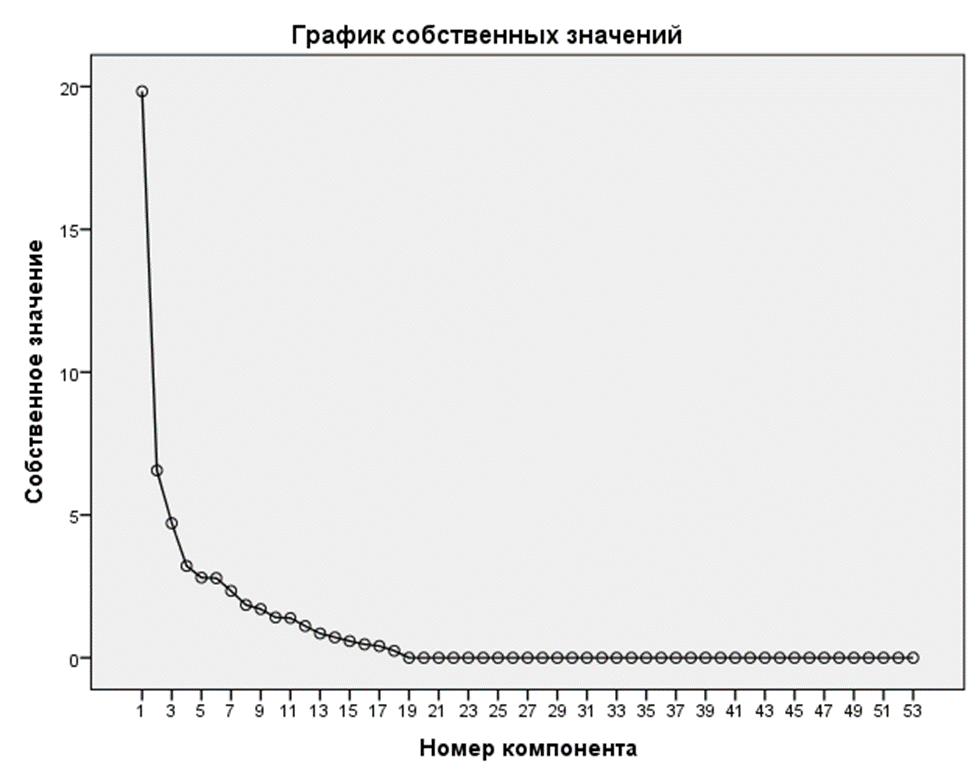 График собственных значений
Собственное значение
20
15
10
5
0
1 3 5 7 9 11 13 15 17 19 21 23 25 27 29 31 33 35 37 39 41 43 45 47 49 51 53
Номер компонента